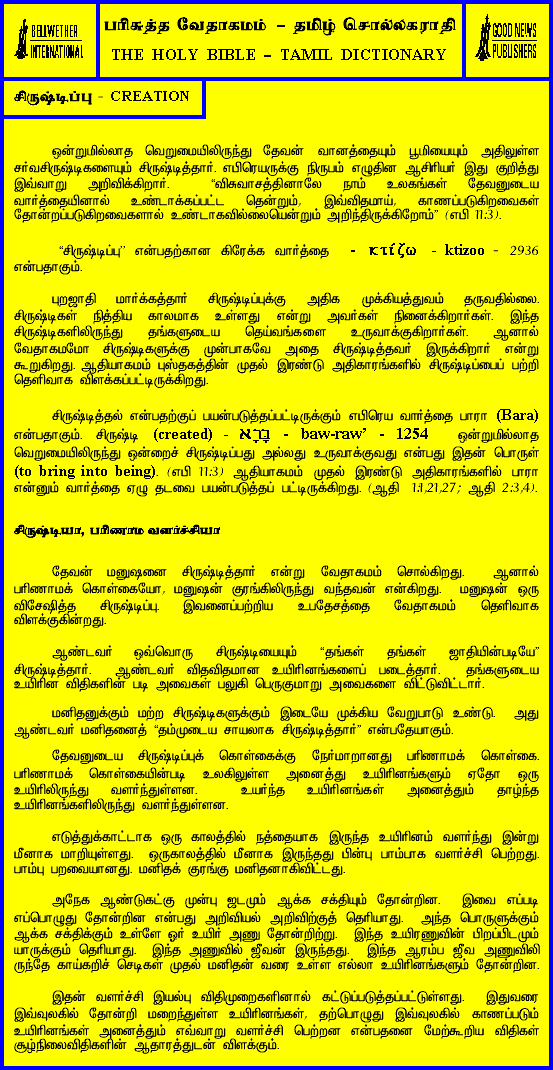 BELLWETHER
INTERNATIONAL
பரிசுத்த வேதாகமம் – தமிழ் சொல்லகராதி
THE HOLY BIBLE – TAMIL DICTIONARY
GOOD NEWS
PUBLISHERS
சிருஷ்டிப்பு - CREATION
ஒன்றுமில்லாத வெறுமையிலிருந்து தேவன் வானத்தையும் பூமியையும் அதிலுள்ள
சர்வசிருஷ்டிகளையும் சிருஷ்டித்தார். எபிரெயருக்கு நிருபம் எழுதின ஆசிரியர் இது குறித்து
இவ்வாறு அறிவிக்கிறார். “விசுவாசத்தினாலே நாம் உலகங்கள் தேவனுடைய
வார்த்தையினால் உண்டாக்கப்பட்ட தென்றும், இவ்விதமாய், காணப்படுகிறவைகள்
தோன்றப்படுகிறவைகளால் உண்டாகவில்லையென்றும் அறிந்திருக்கிறோம்” (எபி 11:3).
“சிருஷ்டிப்பு” என்பதற்கான கிரேக்க வார்த்தை - κτίζω - ktizoo - 2936
என்பதாகும்.
புறஜாதி மார்க்கத்தார் சிருஷ்டிப்புக்கு அதிக முக்கியத்துவம் தருவதில்லை.
சிருஷ்டிகள் நித்திய காலமாக உள்ளது என்று அவர்கள் நினைக்கிறார்கள். இந்த
சிருஷ்டிகளிலிருந்து தங்களுடைய தெய்வங்களை உருவாக்குகிறார்கள். ஆனால்
வேதாகமமோ சிருஷ்டிகளுக்கு முன்பாகவே அதை சிருஷ்டித்தவர் இருக்கிறார் என்று
கூறுகிறது. ஆதியாகமம் புஸ்தகத்தின் முதல் இரண்டு அதிகாரங்களில் சிருஷ்டிப்பைப் பற்றி
தெளிவாக விளக்கப்பட்டிருக்கிறது.
சிருஷ்டித்தல் என்பதற்குப் பயன்படுத்தப்பட்டிருக்கும் எபிரெய வார்த்தை பாரா (Bara)
என்பதாகும். சிருஷ்டி (created) - בָּרָא - baw-raw’ - 1254 ஒன்றுமில்லாத
வெறுமையிலிருந்து ஒன்றைச் சிருஷ்டிப்பது அல்லது உருவாக்குவது என்பது இதன் பொருள்
(to bring into being). (எபி 11:3) ஆதியாகமம் முதல் இரண்டு அதிகாரங்களில் பாரா
என்னும் வார்த்தை ஏழு தடவை பயன்படுத்தப் பட்டிருக்கிறது. (ஆதி 1:1,21,27; ஆதி 2:3,4).
சிருஷ்டியா, பரிணாம வளர்ச்சியா
தேவன் மனுஷனை சிருஷ்டித்தார் என்று வேதாகமம் சொல்கிறது. ஆனால்
பரிணாமக் கொள்கையோ, மனுஷன் குரங்கிலிருந்து வந்தவன் என்கிறது. மனுஷன் ஒரு
விசேஷித்த சிருஷ்டிப்பு. இவனைப்பற்றிய உபதேசத்தை வேதாகமம் தெளிவாக
விளக்குகின்றது.
ஆண்டவர் ஒவ்வொரு சிருஷ்டியையும் “தங்கள் தங்கள் ஜாதியின்படியே”
சிருஷ்டித்தார். ஆண்டவர் விதவிதமான உயிரினங்களைப் படைத்தார். தங்களுடைய
உயிரின விதிகளின் படி அவைகள் பலுகி பெருகுமாறு அவைகளை விட்டுவிட்டார்.
மனிதனுக்கும் மற்ற சிருஷ்டிகளுக்கும் இடையே முக்கிய வேறுபாடு உண்டு. அது
ஆண்டவர் மனிதனைத் “தம்முடைய சாயலாக சிருஷ்டித்தார்” என்பதேயாகும்.
தேவனுடைய சிருஷ்டிப்புக் கொள்கைக்கு நேர்மாறானது பரிணாமக் கொள்கை.
பரிணாமக் கொள்கையின்படி உலகிலுள்ள அனைத்து உயிரினங்களும் ஏதோ ஒரு
உயிரிலிருந்து வளர்ந்துள்ளன. உயர்ந்த உயிரினங்கள் அனைத்தும் தாழ்ந்த
உயிரினங்களிலிருந்து வளர்ந்துள்ளன.
எடுத்துக்காட்டாக ஒரு காலத்தில் நத்தையாக இருந்த உயிரினம் வளர்ந்து இன்று
மீனாக மாறியுள்ளது. ஒருகாலத்தில் மீனாக இருந்தது பின்பு பாம்பாக வளர்ச்சி பெற்றது.
பாம்பு பறவையானது. மனிதக் குரங்கு மனிதனாகிவிட்டது.
அநேக ஆண்டுகட்கு முன்பு ஜடமும் ஆக்க சக்தியும் தோன்றின. இவை எப்படி
எப்பொழுது தோன்றின என்பது அறிவியல் அறிவிற்குத் தெரியாது. அந்த பொருளுக்கும்
ஆக்க சக்திக்கும் உள்ளே ஓர் உயிர் அணு தோன்றிற்று. இந்த உயிரணுவின் பிறப்பிடமும்
யாருக்கும் தெரியாது. இந்த அணுவில் ஜீவன் இருந்தது. இந்த ஆரம்ப ஜீவ அணுவிலி
ருந்தே காய்கறிச் செடிகள் முதல் மனிதன் வரை உள்ள எல்லா உயிரினங்களும் தோன்றின.
இதன் வளர்ச்சி இயல்பு விதிமுறைகளினால் கட்டுப்படுத்தப்பட்டுள்ளது. இதுவரை
இவ்வுலகில் தோன்றி மறைந்துள்ள உயிரினங்கள், தற்பொழுது இவ்வுலகில் காணப்படும்
உயிரினங்கள் அனைத்தும் எவ்வாறு வளர்ச்சி பெற்றன என்பதனை மேற்கூறிய விதிகள்
சூழ்நிலைவிதிகளின் ஆதாரத்துடன் விளக்கும்.